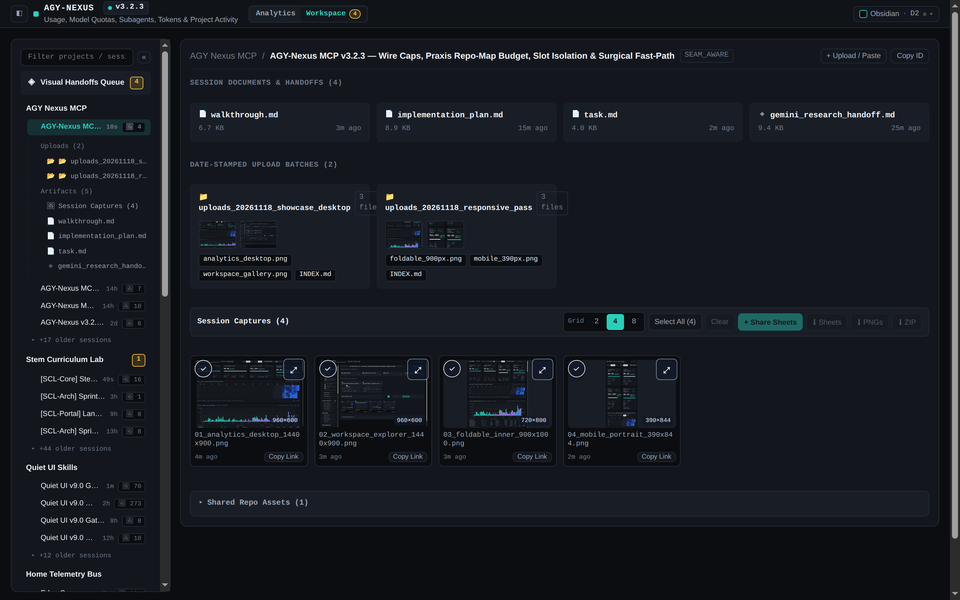 AGY-NEXUS
v3.2.3
Usage, Model Quotas, Subagents, Tokens & Project Activity
Analytics
Workspace 4
Obsidian · D2
Filter projects / sess
«
Visual Handoffs Queue 4
AGY Nexus MCP
AGY-Nexus MC... 18s 4
Uploads (2)
uploads_20261118_s…
uploads_20261118_r…
Artifacts (5)
Session Captures (4)
walkthrough.md
implementation_plan.md
task.md
gemini_research_hando…
AGY-Nexus MC... 14h 7
AGY-Nexus M... 14h 10
AGY-Nexus v3.2.... 2d 6
+17 older sessions
Stem Curriculum Lab 1
[SCL-Core] Ste... 49s 16
[SCL-Arch] Sprint... 3h 1
[SCL-Portal] Lan... 9h 8
[SCL-Arch] Spri... 13h 8
+44 older sessions
Quiet UI Skills
Quiet UI v9.0 G... 1m 70
Quiet UI v9.0 ... 2h 273
Quiet UI v9.0 Gat... 8h 8
Quiet UI v9.0 ... 12h 18
+12 older sessions
Home Telemetry Bus
AGY Nexus MCP / AGY-Nexus MCP v3.2.3 — Wire Caps, Praxis Repo-Map Budget, Slot Isolation & Surgical Fast-Path
SEAM_AWARE
+ Upload / Paste
Copy ID
SESSION DOCUMENTS & HANDOFFS (4)
walkthrough.md
6.7 KB 3m ago
implementation_plan.md
8.9 KB 15m ago
task.md
4.0 KB 2m ago
gemini_research_handoff.md
9.4 KB 25m ago
DATE-STAMPED UPLOAD BATCHES (2)
uploads_20261118_showcase_desktop
3
file
analytics_desktop.png
workspace_gallery.png INDEX.md
uploads_20261118_responsive_pass
3
files
foldable_900px.png mobile_390px.png
INDEX.md
Session Captures (4)
Grid 2 4 8
Select All (4)
Clear
+ Share Sheets
Sheets
PNGs
ZIP
960×600
01_analytics_desktop_1440
x900.png
4m ago Copy Link
960×600
02_workspace_explorer_144
0x900.png
3m ago Copy Link
720×800
03_foldable_inner_900x100
0.png
3m ago Copy Link
390×844
04_mobile_portrait_390x84
4.png
2m ago Copy Link
Shared Repo Assets (1)